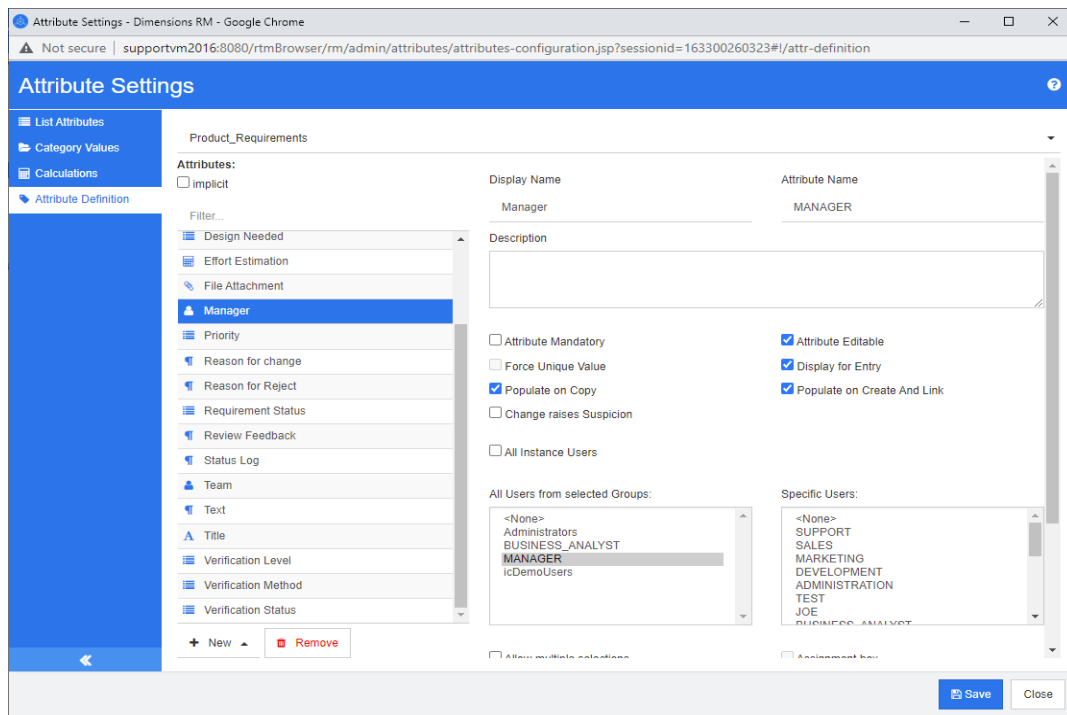 Attribute Settings - Dimensions RM - Google Chrome
Not secure | supportvm2016:8080/rtmBrowser/rm/admin/attributes/attributes-configuration.jsp?sessionid=163300260323#!/attr-definition
Attribute Settings
List Attributes
Category Values
Calculations
Attribute Definition
Product_Requirements
Attributes:
implicit
Filter...
Design Needed
Effort Estimation
File Attachment
Manager
Priority
Reason for change
Reason for Reject
Requirement Status
Review Feedback
Status Log
Team
Text
Title
Verification Level
Verification Method
Verification Status
New
Remove
Display Name
Attribute Name
Manager
MANAGER
Description
Attribute Mandatory
Attribute Editable
Force Unique Value
Display for Entry
Populate on Copy
Populate on Create And Link
Change raises Suspicion
All Instance Users
All Users from selected Groups:
<None>
Administrators
BUSINESS_ANALYST
MANAGER
icDemoUsers
Specific Users:
<None>
SUPPORT
SALES
MARKETING
DEVELOPMENT
ADMINISTRATION
TEST
JOE
BUSINESS_ANALYST
Allow multiple selections
Assignment box
Save
Close